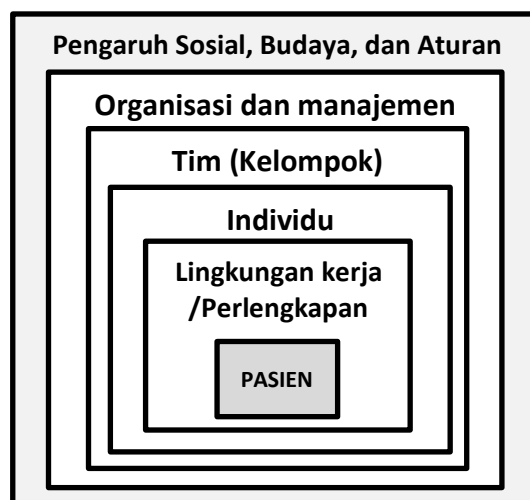 Pengaruh Sosial, Budaya, dan Aturan
Organisasi dan manajemen
Tim (Kelompok)
Individu
Lingkungan kerja
/Perlengkapan
PASIEN